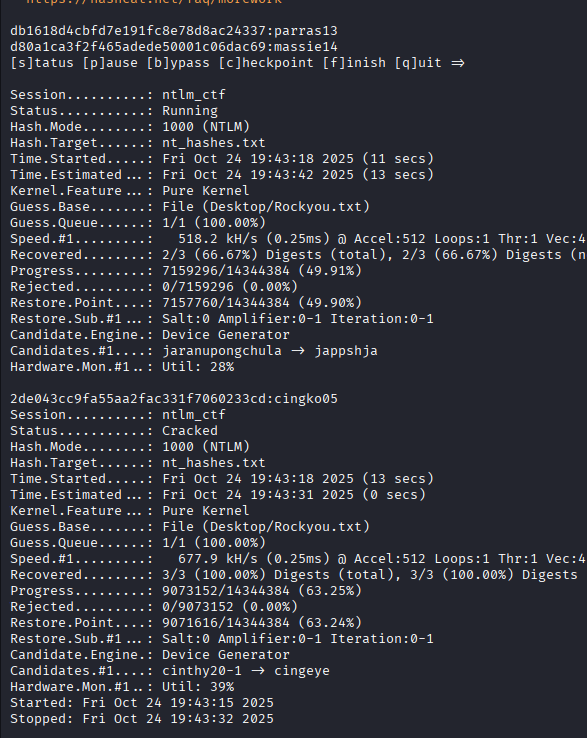 https://hashcat.net/faq/morework
db1618d4cbfd7e191fc8e78d8ac24337:parras13
d80a1ca3f2f465adede50001c06dac69:massie14
[s]tatus [p]ause [b]ypass [c]heckpoint [f]inish [q]uit ⇒
Session..........: ntlm_ctf
Status...........: Running
Hash.Mode........: 1000 (NTLM)
Hash.Target......: nt_hashes.txt
Time.Started.....: Fri Oct 24 19:43:18 2025 (11 secs)
Time.Estimated...: Fri Oct 24 19:43:42 2025 (13 secs)
Kernel.Feature...: Pure Kernel
Guess.Base.......: File (Desktop/Rockyou.txt)
Guess.Queue......: 1/1 (100.00%)
Speed.#1.........:   518.2 kH/s (0.25ms) @ Accel:512 Loops:1 Thr:1 Vec:4
Recovered........: 2/3 (66.67%) Digests (total), 2/3 (66.67%) Digests (n
Progress.........: 7159296/14344384 (49.91%)
Rejected.........: 0/7159296 (0.00%)
Restore.Point....: 7157760/14344384 (49.90%)
Restore.Sub.#1...: Salt:0 Amplifier:0-1 Iteration:0-1
Candidate.Engine.: Device Generator
Candidates.#1....: jaranupongchula → jappshja
Hardware.Mon.#1..: Util: 28%
2de043cc9fa55aa2fac331f7060233cd:cingko05
Session..........: ntlm_ctf
Status...........: Cracked
Hash.Mode........: 1000 (NTLM)
Hash.Target......: nt_hashes.txt
Time.Started.....: Fri Oct 24 19:43:18 2025 (13 secs)
Time.Estimated...: Fri Oct 24 19:43:31 2025 (0 secs)
Kernel.Feature...: Pure Kernel
Guess.Base.......: File (Desktop/Rockyou.txt)
Guess.Queue......: 1/1 (100.00%)
Speed.#1.........:   677.9 kH/s (0.25ms) @ Accel:512 Loops:1 Thr:1 Vec:4
Recovered........: 3/3 (100.00%) Digests (total), 3/3 (100.00%) Digests
Progress.........: 9073152/14344384 (63.25%)
Rejected.........: 0/9073152 (0.00%)
Restore.Point....: 9071616/14344384 (63.24%)
Restore.Sub.#1...: Salt:0 Amplifier:0-1 Iteration:0-1
Candidate.Engine.: Device Generator
Candidates.#1....: cinthy20-1 → cingeye
Hardware.Mon.#1..: Util: 39%
Started: Fri Oct 24 19:43:15 2025
Stopped: Fri Oct 24 19:43:32 2025